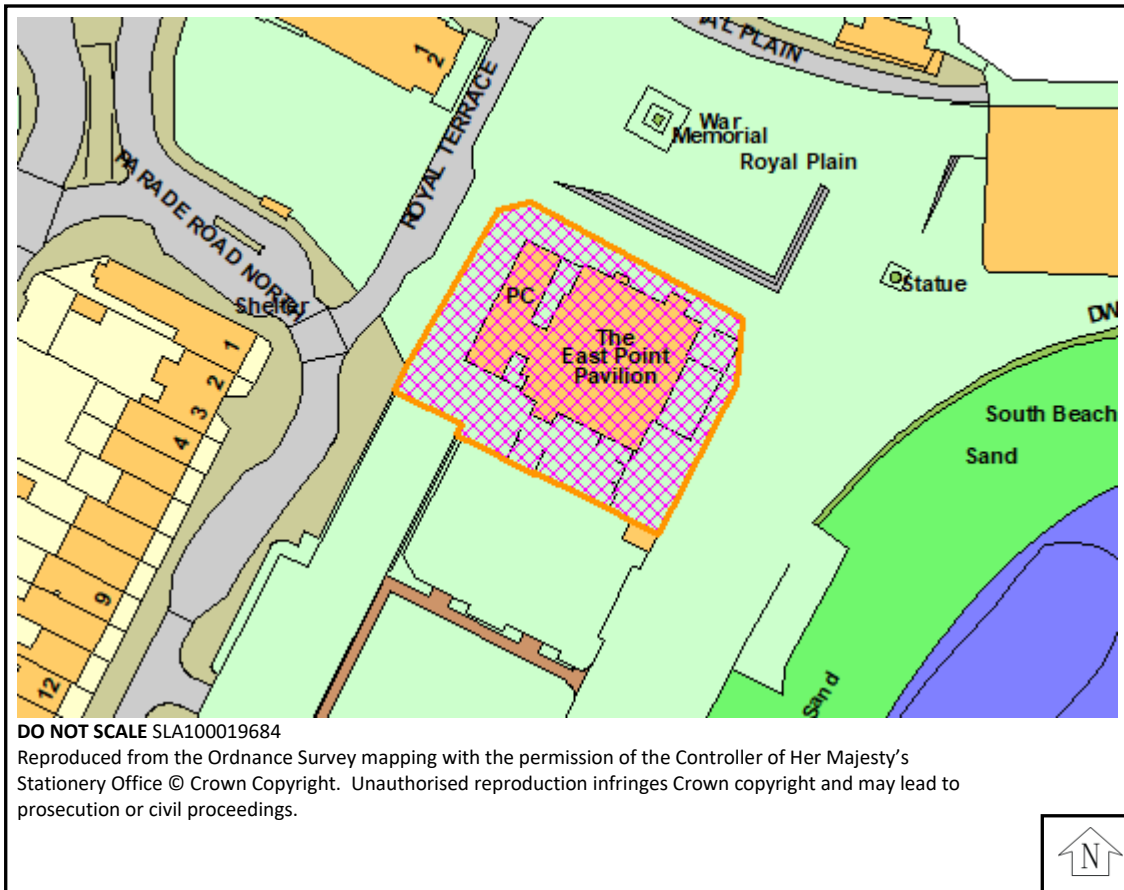 AL PLAIN
1
2
ROYAL TERRACE
War
Memorial
Royal Plain
PARADE ROAD NORTH
Shelter
PC
Statue
DW
The
East Point
Pavilion
1
2
3
4
South Beach
Sand
9
12
Sand
DO NOT SCALE SLA100019684
Reproduced from the Ordnance Survey mapping with the permission of the Controller of Her Majesty’s
Stationery Office © Crown Copyright. Unauthorised reproduction infringes Crown copyright and may lead to
prosecution or civil proceedings.
N